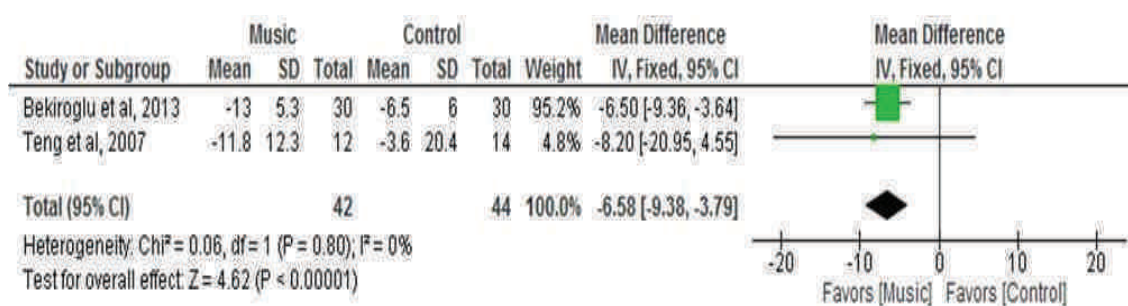 Music Control Mean Difference Mean Difference
Study or Subgroup Mean SD Total Mean SD Total Weight IV, Fixed, 95% CI IV, Fixed, 95% CI
Bekiroglu et al, 2013 -13 5.3 30 -6.5 6 30 95.2% -6.50 [-9.36, -3.64]
Teng et al, 2007 -11.8 12.3 12 -3.6 20.4 14 4.8% -8.20 [-20.95, 4.55]
Total (95% CI) 42 44 100.0% -6.58 [-9.38, -3.79]
Heterogeneity: Chi² = 0.06, df = 1 (P = 0.80); I² = 0%
Test for overall effect: Z = 4.62 (P < 0.00001)
-20 -10 0 10 20
Favors [Music] Favors [Control]